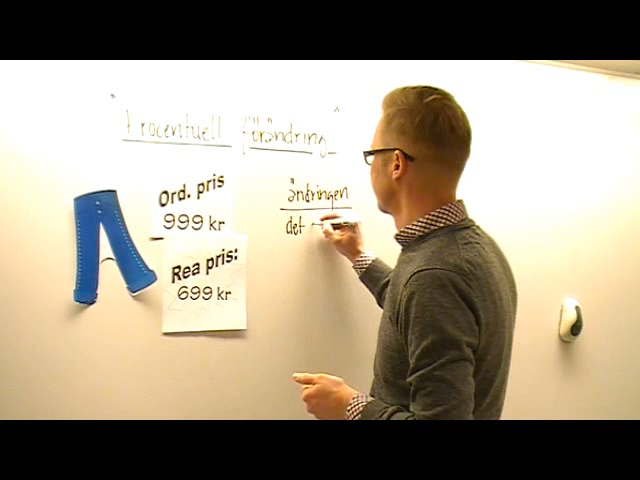 "Procentuell förändring"
Ord. pris
999 kr
Rea pris:
699 kr
ändringen
det